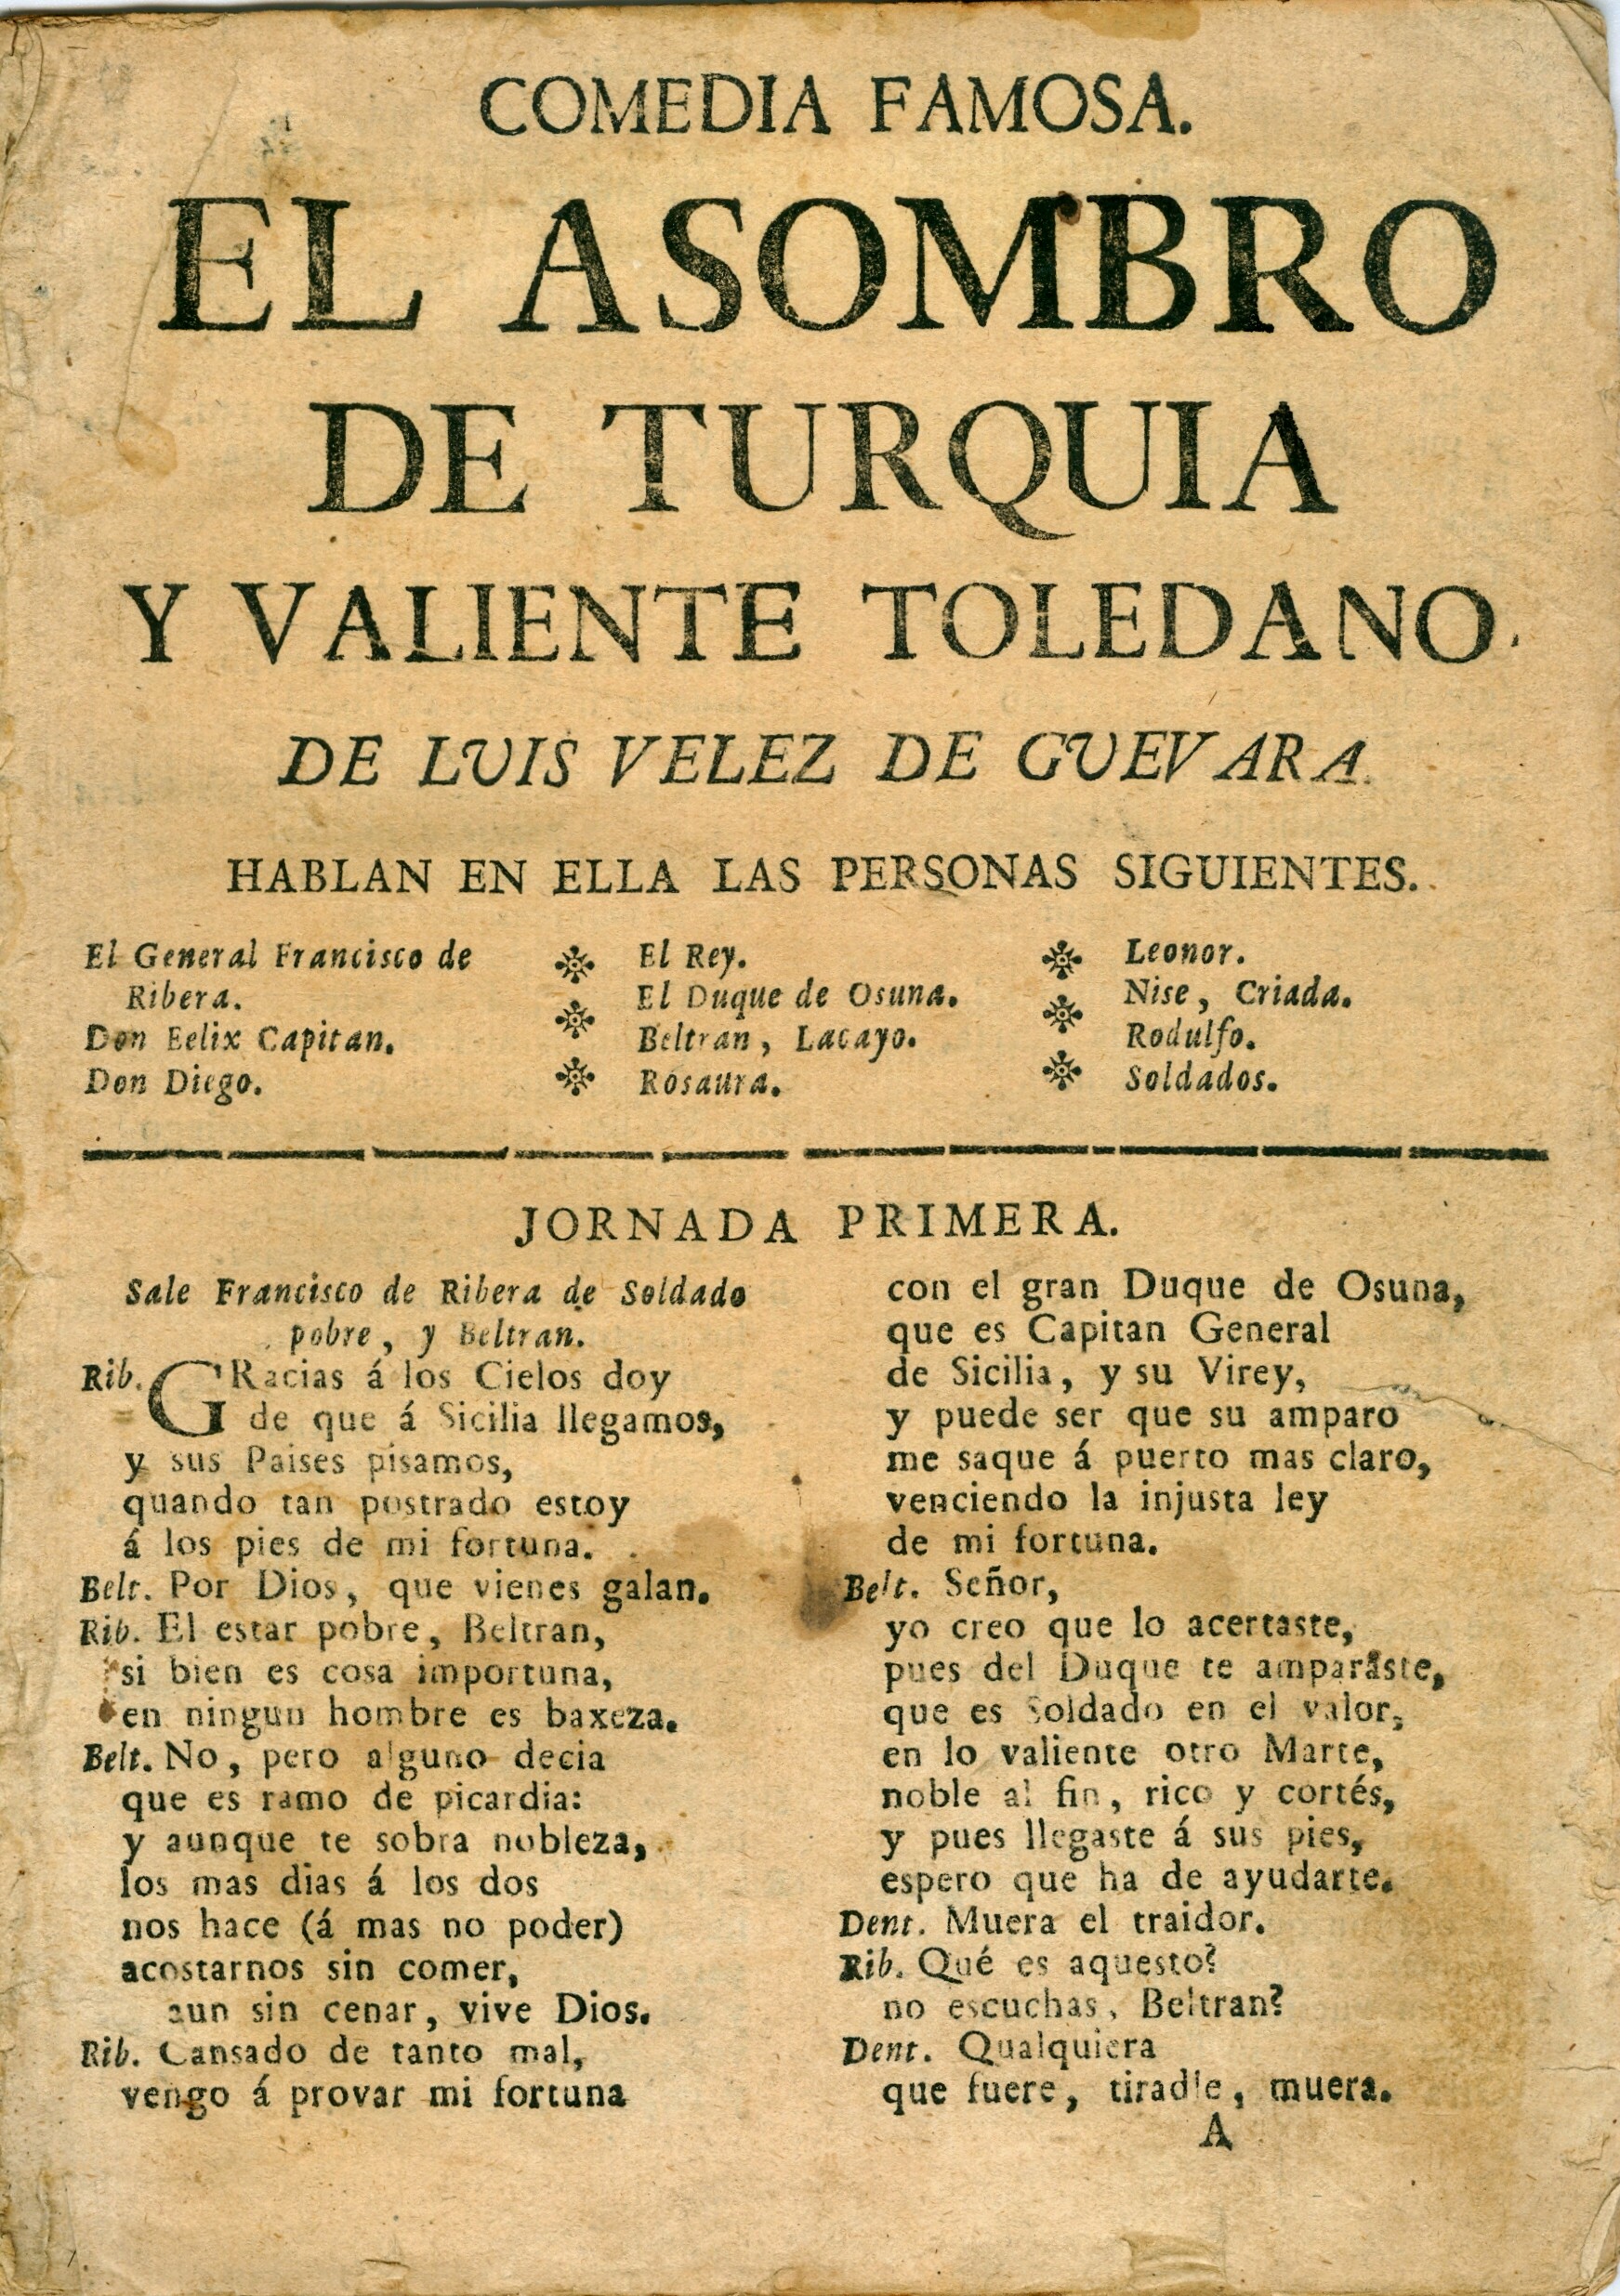 COMEDIA FAMOSA.
EL ASOMBRO
DE TURQUIA
Y VALIENTE TOLEDANO.
DE LUIS VELEZ DE GUEVARA.
HABLAN EN ELLA LAS PERSONAS SIGUIENTES.
El General Francisco de
Ribera.
Don Eelix Capitan.
Don Diego.
El Rey.
El Duque de Osuna.
Beltran, Lacayo.
Rosaura.
Leonor.
Nise, Criada.
Rodulfo.
Soldados.
JORNADA PRIMERA.
Sale Francisco de Ribera de Soldado
pobre, y Beltran.
Rib. GRacias á los Cielos doy
de que á Sicilia llegamos,
y sus Paises pisamos,
quando tan postrado estoy
á los pies de mi fortuna.
Belt. Por Dios, que vienes galan.
Rib. El estar pobre, Beltran,
si bien es cosa importuna,
en ningun hombre es baxeza.
Belt. No, pero alguno decia
que es ramo de picardia:
y aunque te sobra nobleza,
los mas dias á los dos
nos hace (á mas no poder)
acostarnos sin comer,
aun sin cenar, vive Dios.
Rib. Cansado de tanto mal,
vengo á provar mi fortuna
con el gran Duque de Osuna,
que es Capitan General
de Sicilia, y su Virey,
y puede ser que su amparo
me saque á puerto mas claro,
venciendo la injusta ley
de mi fortuna.
Belt. Señor,
yo creo que lo acertaste,
pues del Duque te amparaste,
que es Soldado en el valor,
en lo valiente otro Marte,
noble al fin, rico y cortés,
y pues llegaste á sus pies,
espero que ha de ayudarte.
Dent. Muera el traidor.
Rib. Qué es aquesto?
no escuchas, Beltran?
Dent. Qualquiera
que fuere, tiradle, muera.
A